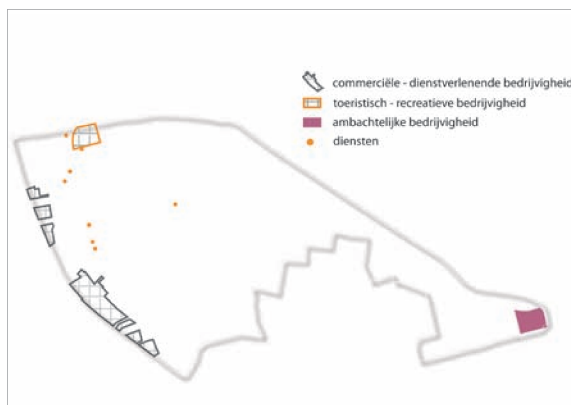 commerciële - dienstverlenende bedrijvigheid
toeristisch - recreatieve bedrijvigheid
ambachtelijke bedrijvigheid
diensten